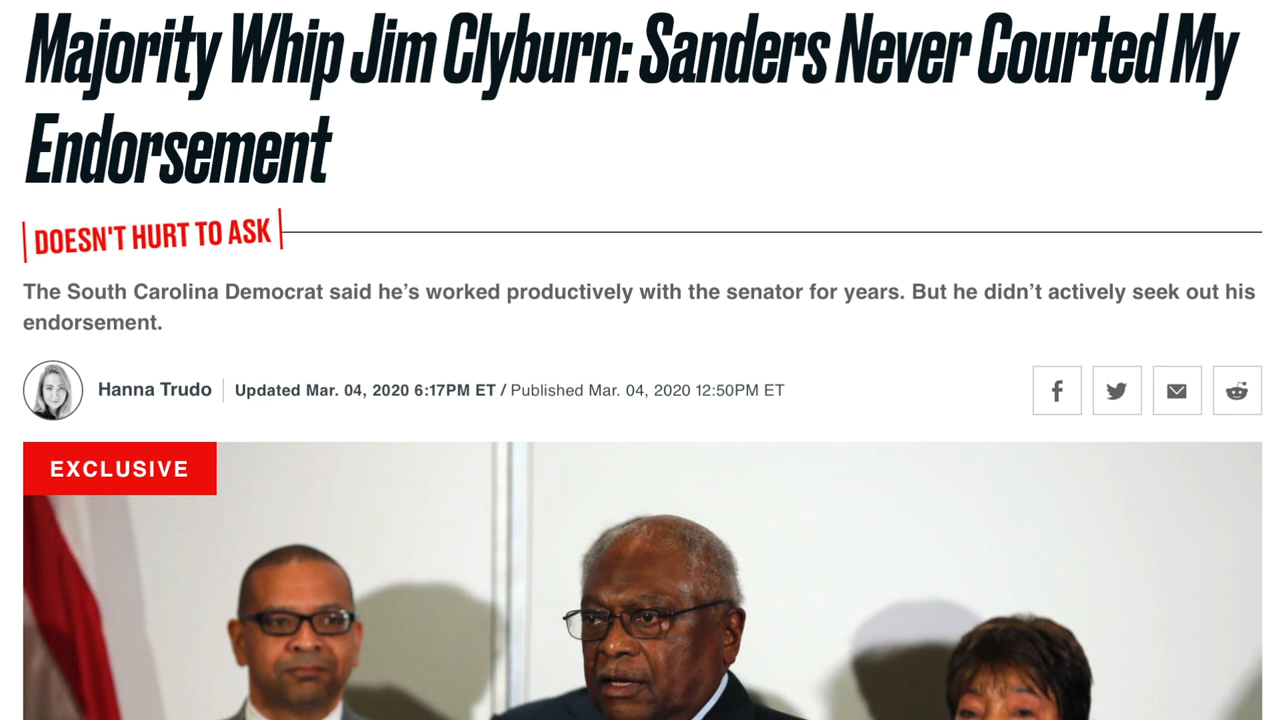 Majority Whip Jim Clyburn: Sanders Never Courted My
Endorsement
DOESN'T HURT TO ASK
The South Carolina Democrat said he’s worked productively with the senator for years. But he didn’t actively seek out his
endorsement.
Hanna Trudo Updated Mar. 04, 2020 6:17PM ET / Published Mar. 04, 2020 12:50PM ET
EXCLUSIVE